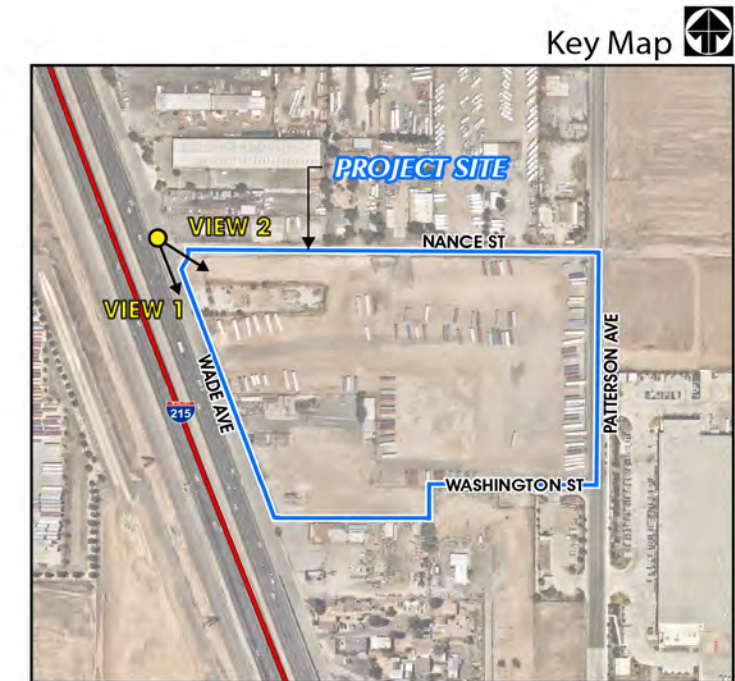 Key Map
PROJECT SITE
VIEW 2
NANCE ST
VIEW 1
WADE AVE
PATTERSON AVE
215
WASHINGTON ST